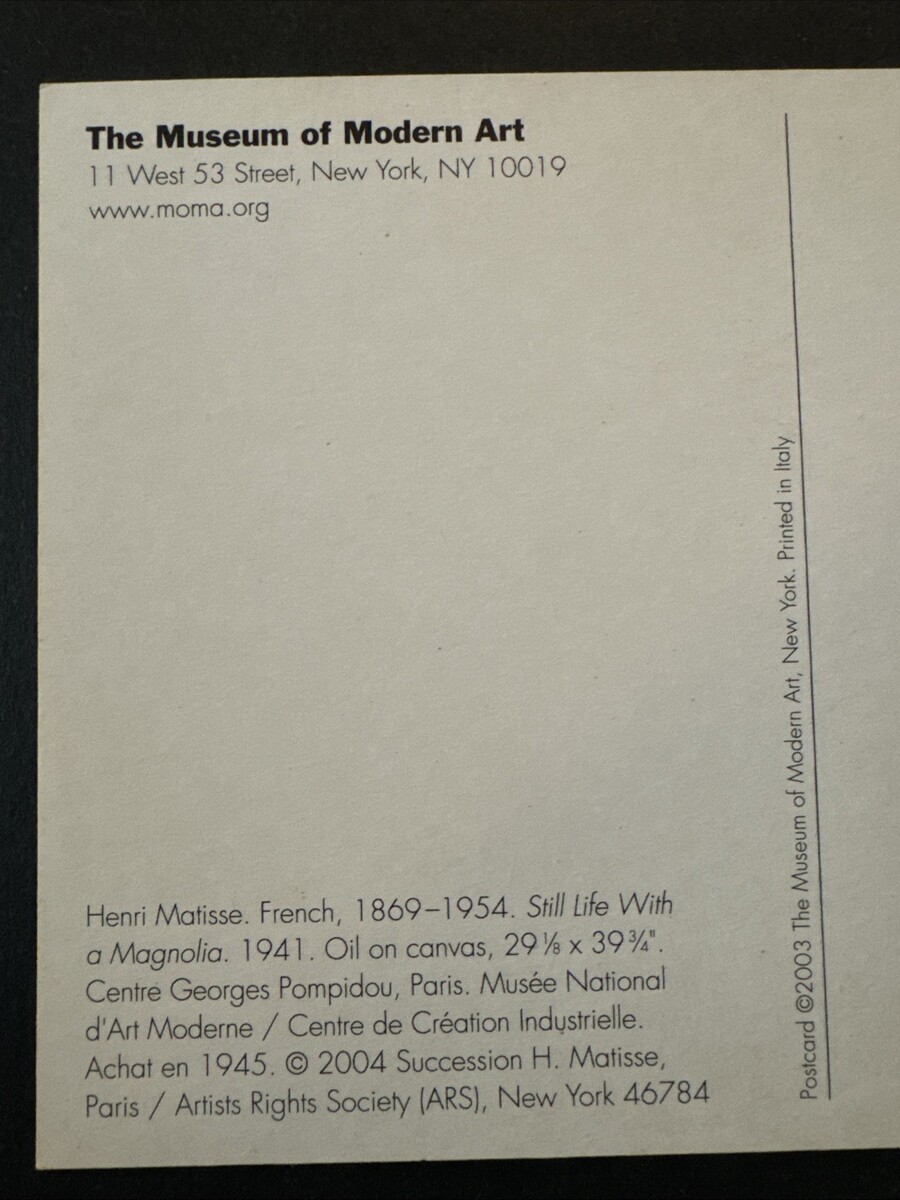 The Museum of Modern Art
11 West 53 Street, New York, NY 10019
www.moma.org
Henri Matisse. French, 1869–1954. Still Life With
a Magnolia. 1941. Oil on canvas, 29 ⅛ x 39 ¾".
Centre Georges Pompidou, Paris. Musée National
d'Art Moderne / Centre de Création Industrielle.
Achat en 1945. © 2004 Succession H. Matisse,
Paris / Artists Rights Society (ARS), New York 46784
Postcard ©2003 The Museum of Modern Art, New York. Printed in Italy